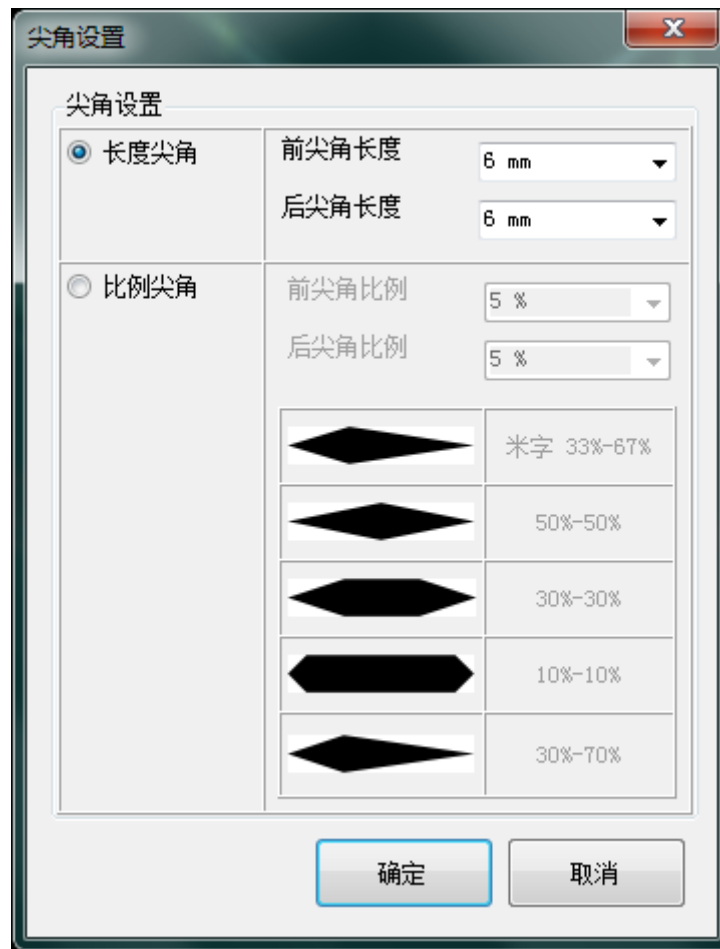 尖角设置
尖角设置
长度尖角 前尖角长度 6 mm
后尖角长度 6 mm
比例尖角 前尖角比例 5 %
后尖角比例 5 %
米字 33%-67%
50%-50%
30%-30%
10%-10%
30%-70%
确定 取消